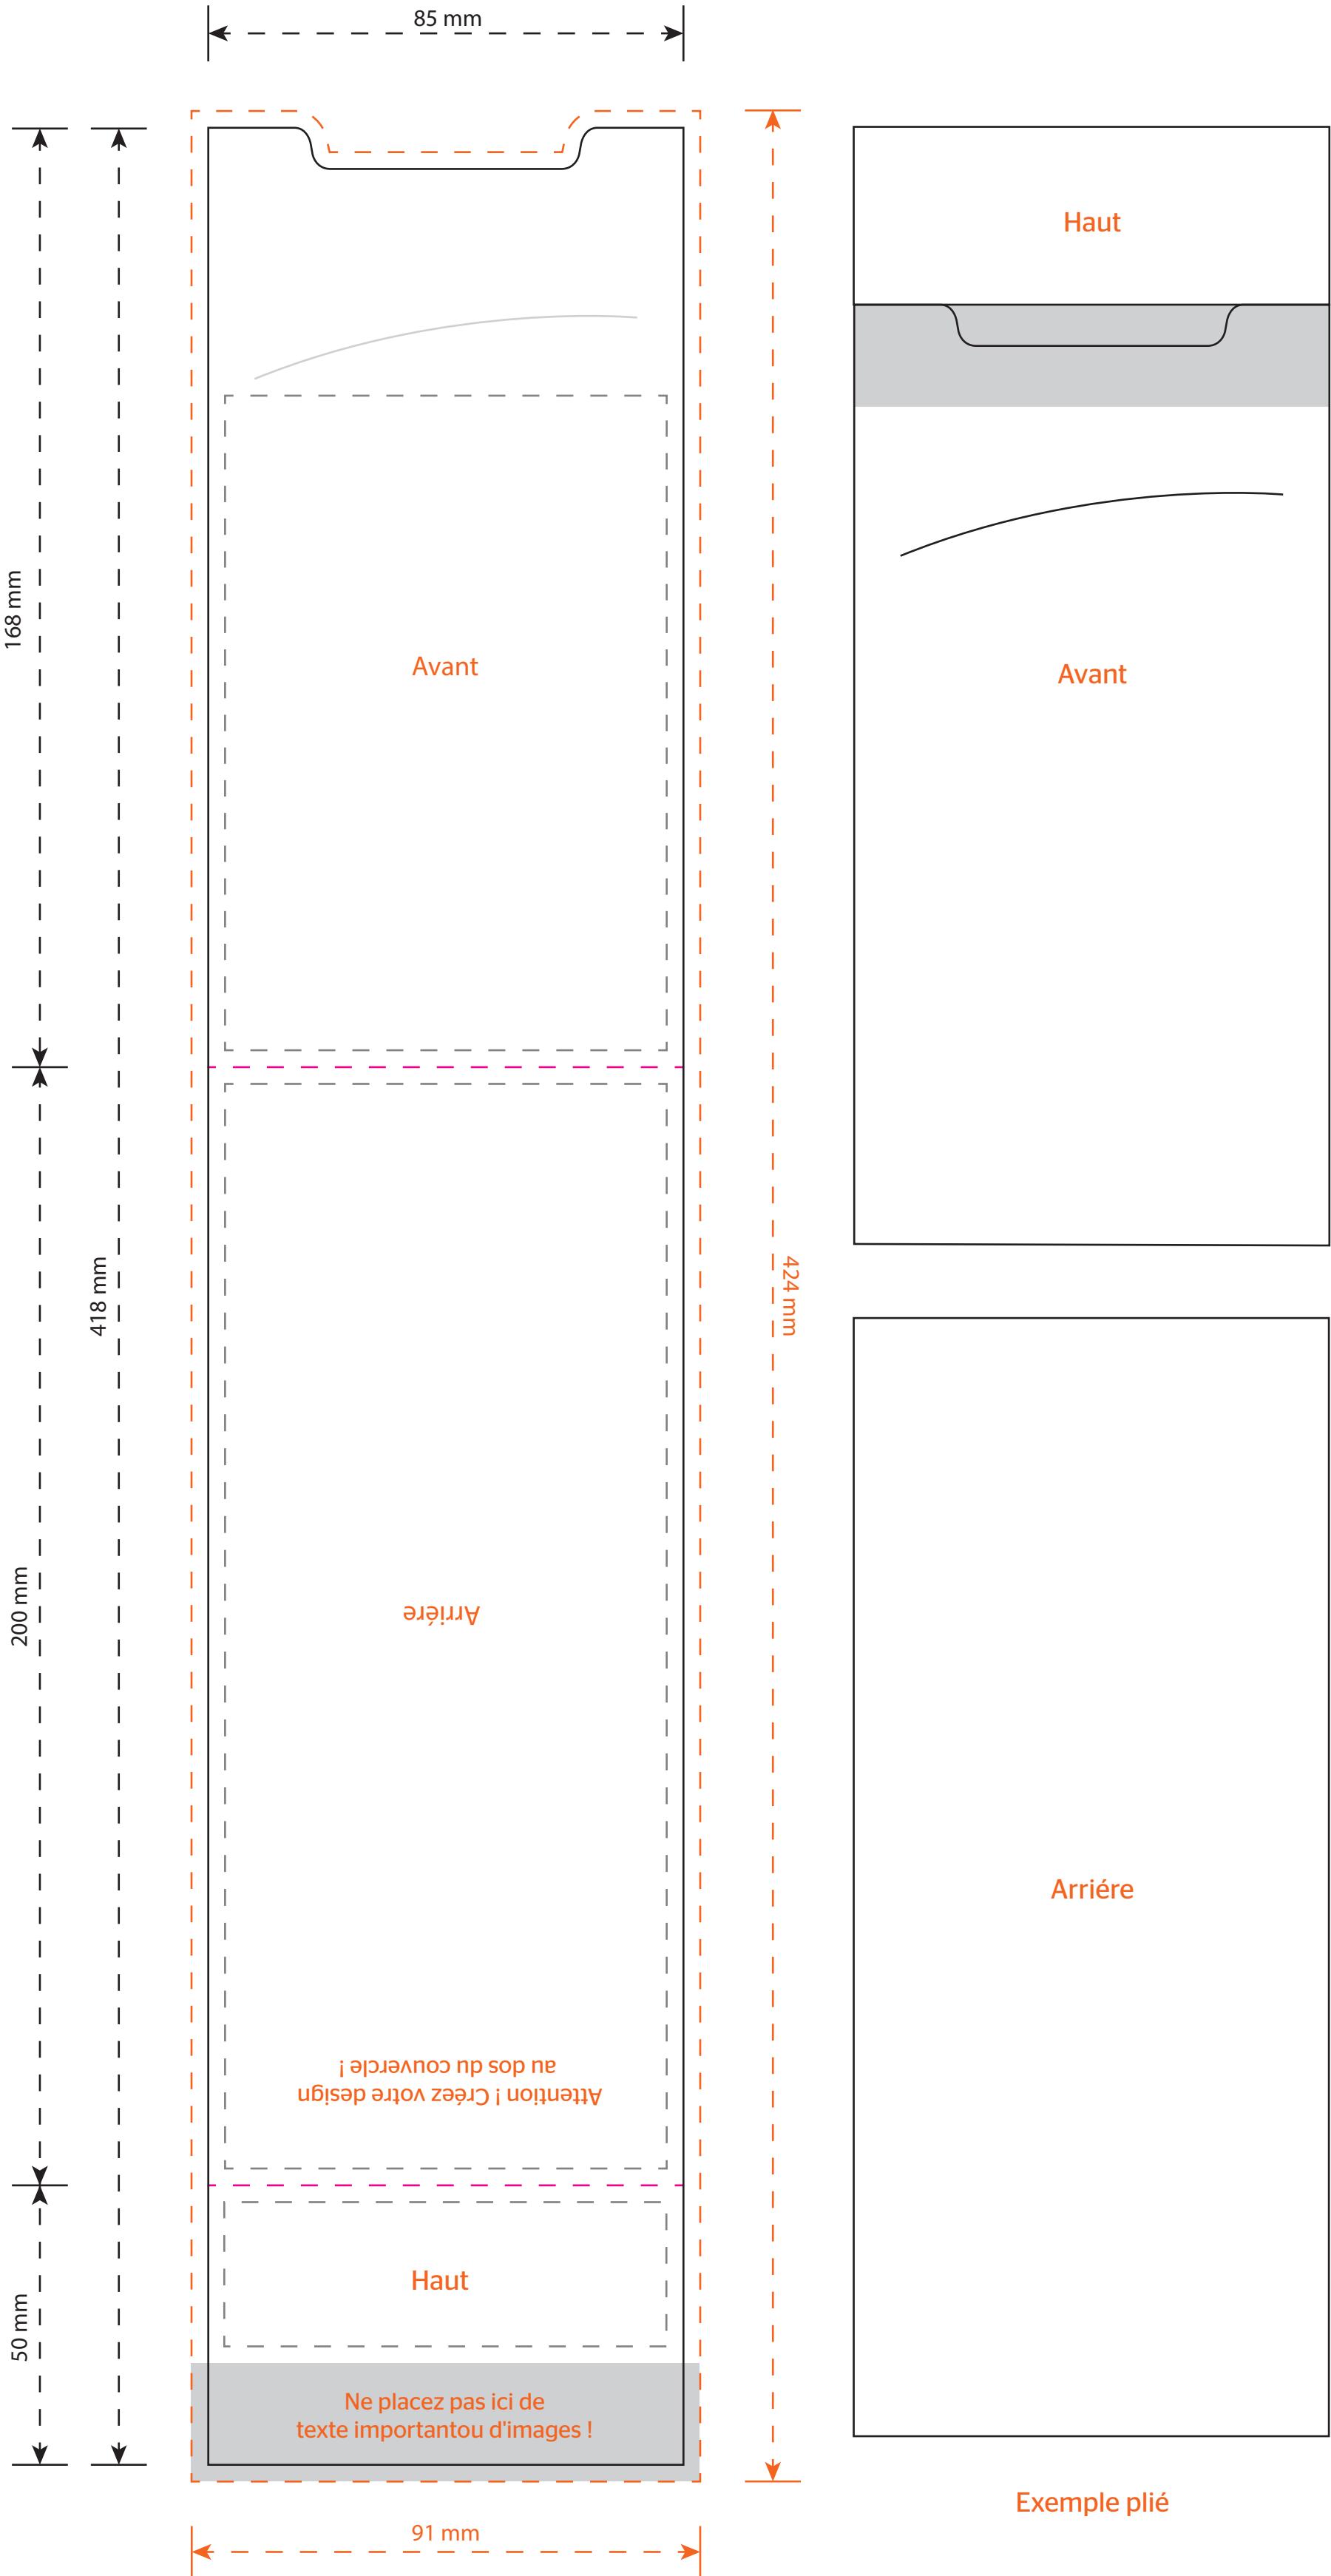 85 mm
Haut
168 mm
Avant
Avant
418 mm
424 mm
200 mm
Arriére
Arriére
Attention ! Créez votre design
au dos du couvercle !
Haut
50 mm
Ne placez pas ici de
texte importantou d'images !
Exemple plié
91 mm